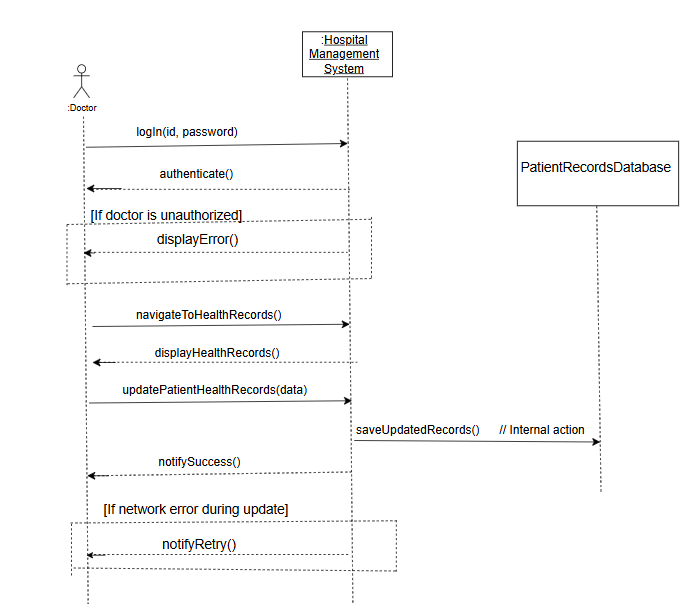 :Hospital
Management
System
:Doctor
logIn(id, password)
PatientRecordsDatabase
authenticate()
[If doctor is unauthorized]
displayError()
navigateToHealthRecords()
displayHealthRecords()
updatePatientHealthRecords(data)
saveUpdatedRecords() // Internal action
notifySuccess()
[If network error during update]
notifyRetry()